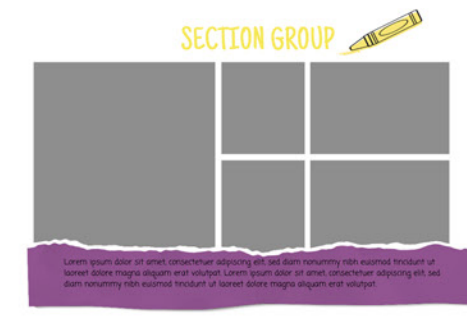 SECTION GROUP
Lorem ipsum dolor sit amet, consectetuer adipiscing elit, sed diam nonummy nibh euismod tincidunt ut
laoreet dolore magna aliquam erat volutpat. Lorem ipsum dolor sit amet, consectetuer adipiscing elit, sed
diam nonummy nibh euismod tincidunt ut laoreet dolore magna aliquam erat volutpat.